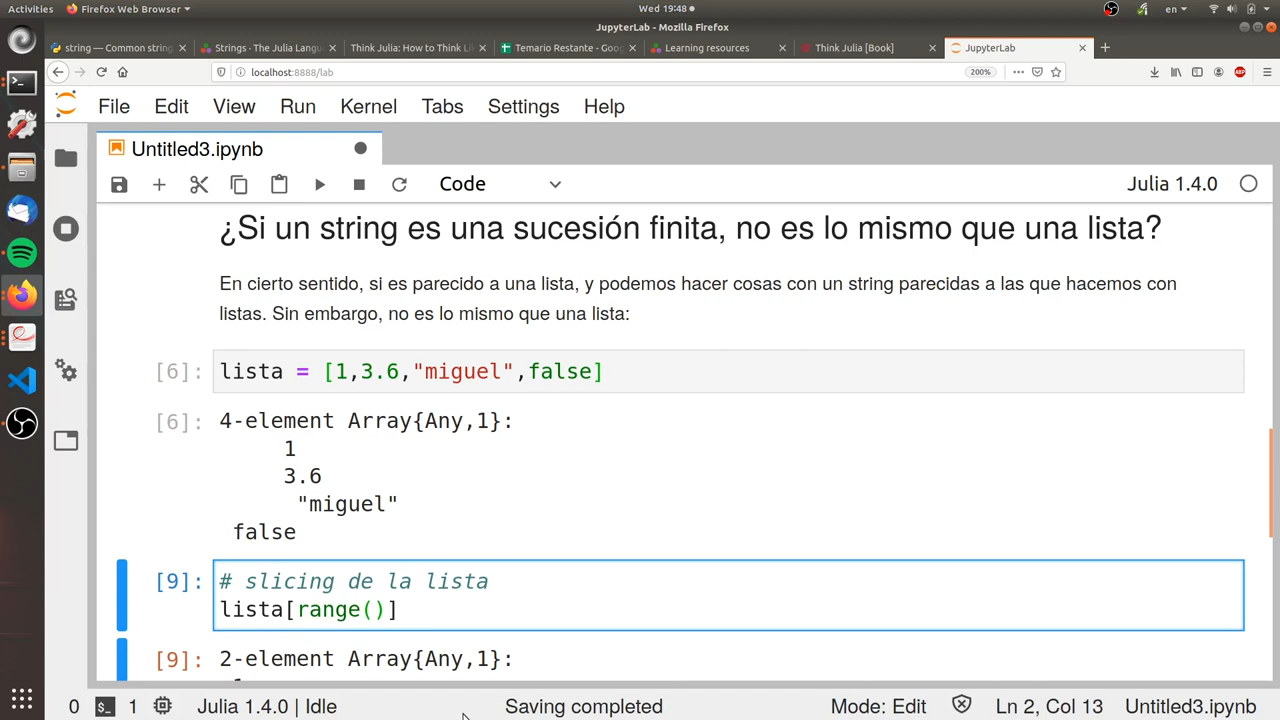 Activities Firefox Web Browser Wed 19:48 en
JupyterLab - Mozilla Firefox
string — Common string Strings · The Julia Langu Think Julia: How to Think Li Temario Restante - Goog Learning resources Think Julia [Book] JupyterLab
localhost:8888/lab 200%
File Edit View Run Kernel Tabs Settings Help
Untitled3.ipynb
Code Julia 1.4.0
¿Si un string es una sucesión finita, no es lo mismo que una lista?
En cierto sentido, si es parecido a una lista, y podemos hacer cosas con un string parecidas a las que hacemos con
listas. Sin embargo, no es lo mismo que una lista:
[6]: lista = [1,3.6,"miguel",false]
[6]: 4-element Array{Any,1}:
1
3.6
"miguel"
false
[9]: # slicing de la lista
lista[range()]
[9]: 2-element Array{Any,1}:
0 1 Julia 1.4.0 | Idle Saving completed Mode: Edit Ln 2, Col 13 Untitled3.ipynb